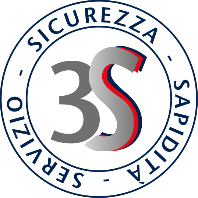 SICUREZZA - SAPIDITÀ - SERVIZIO -
3S